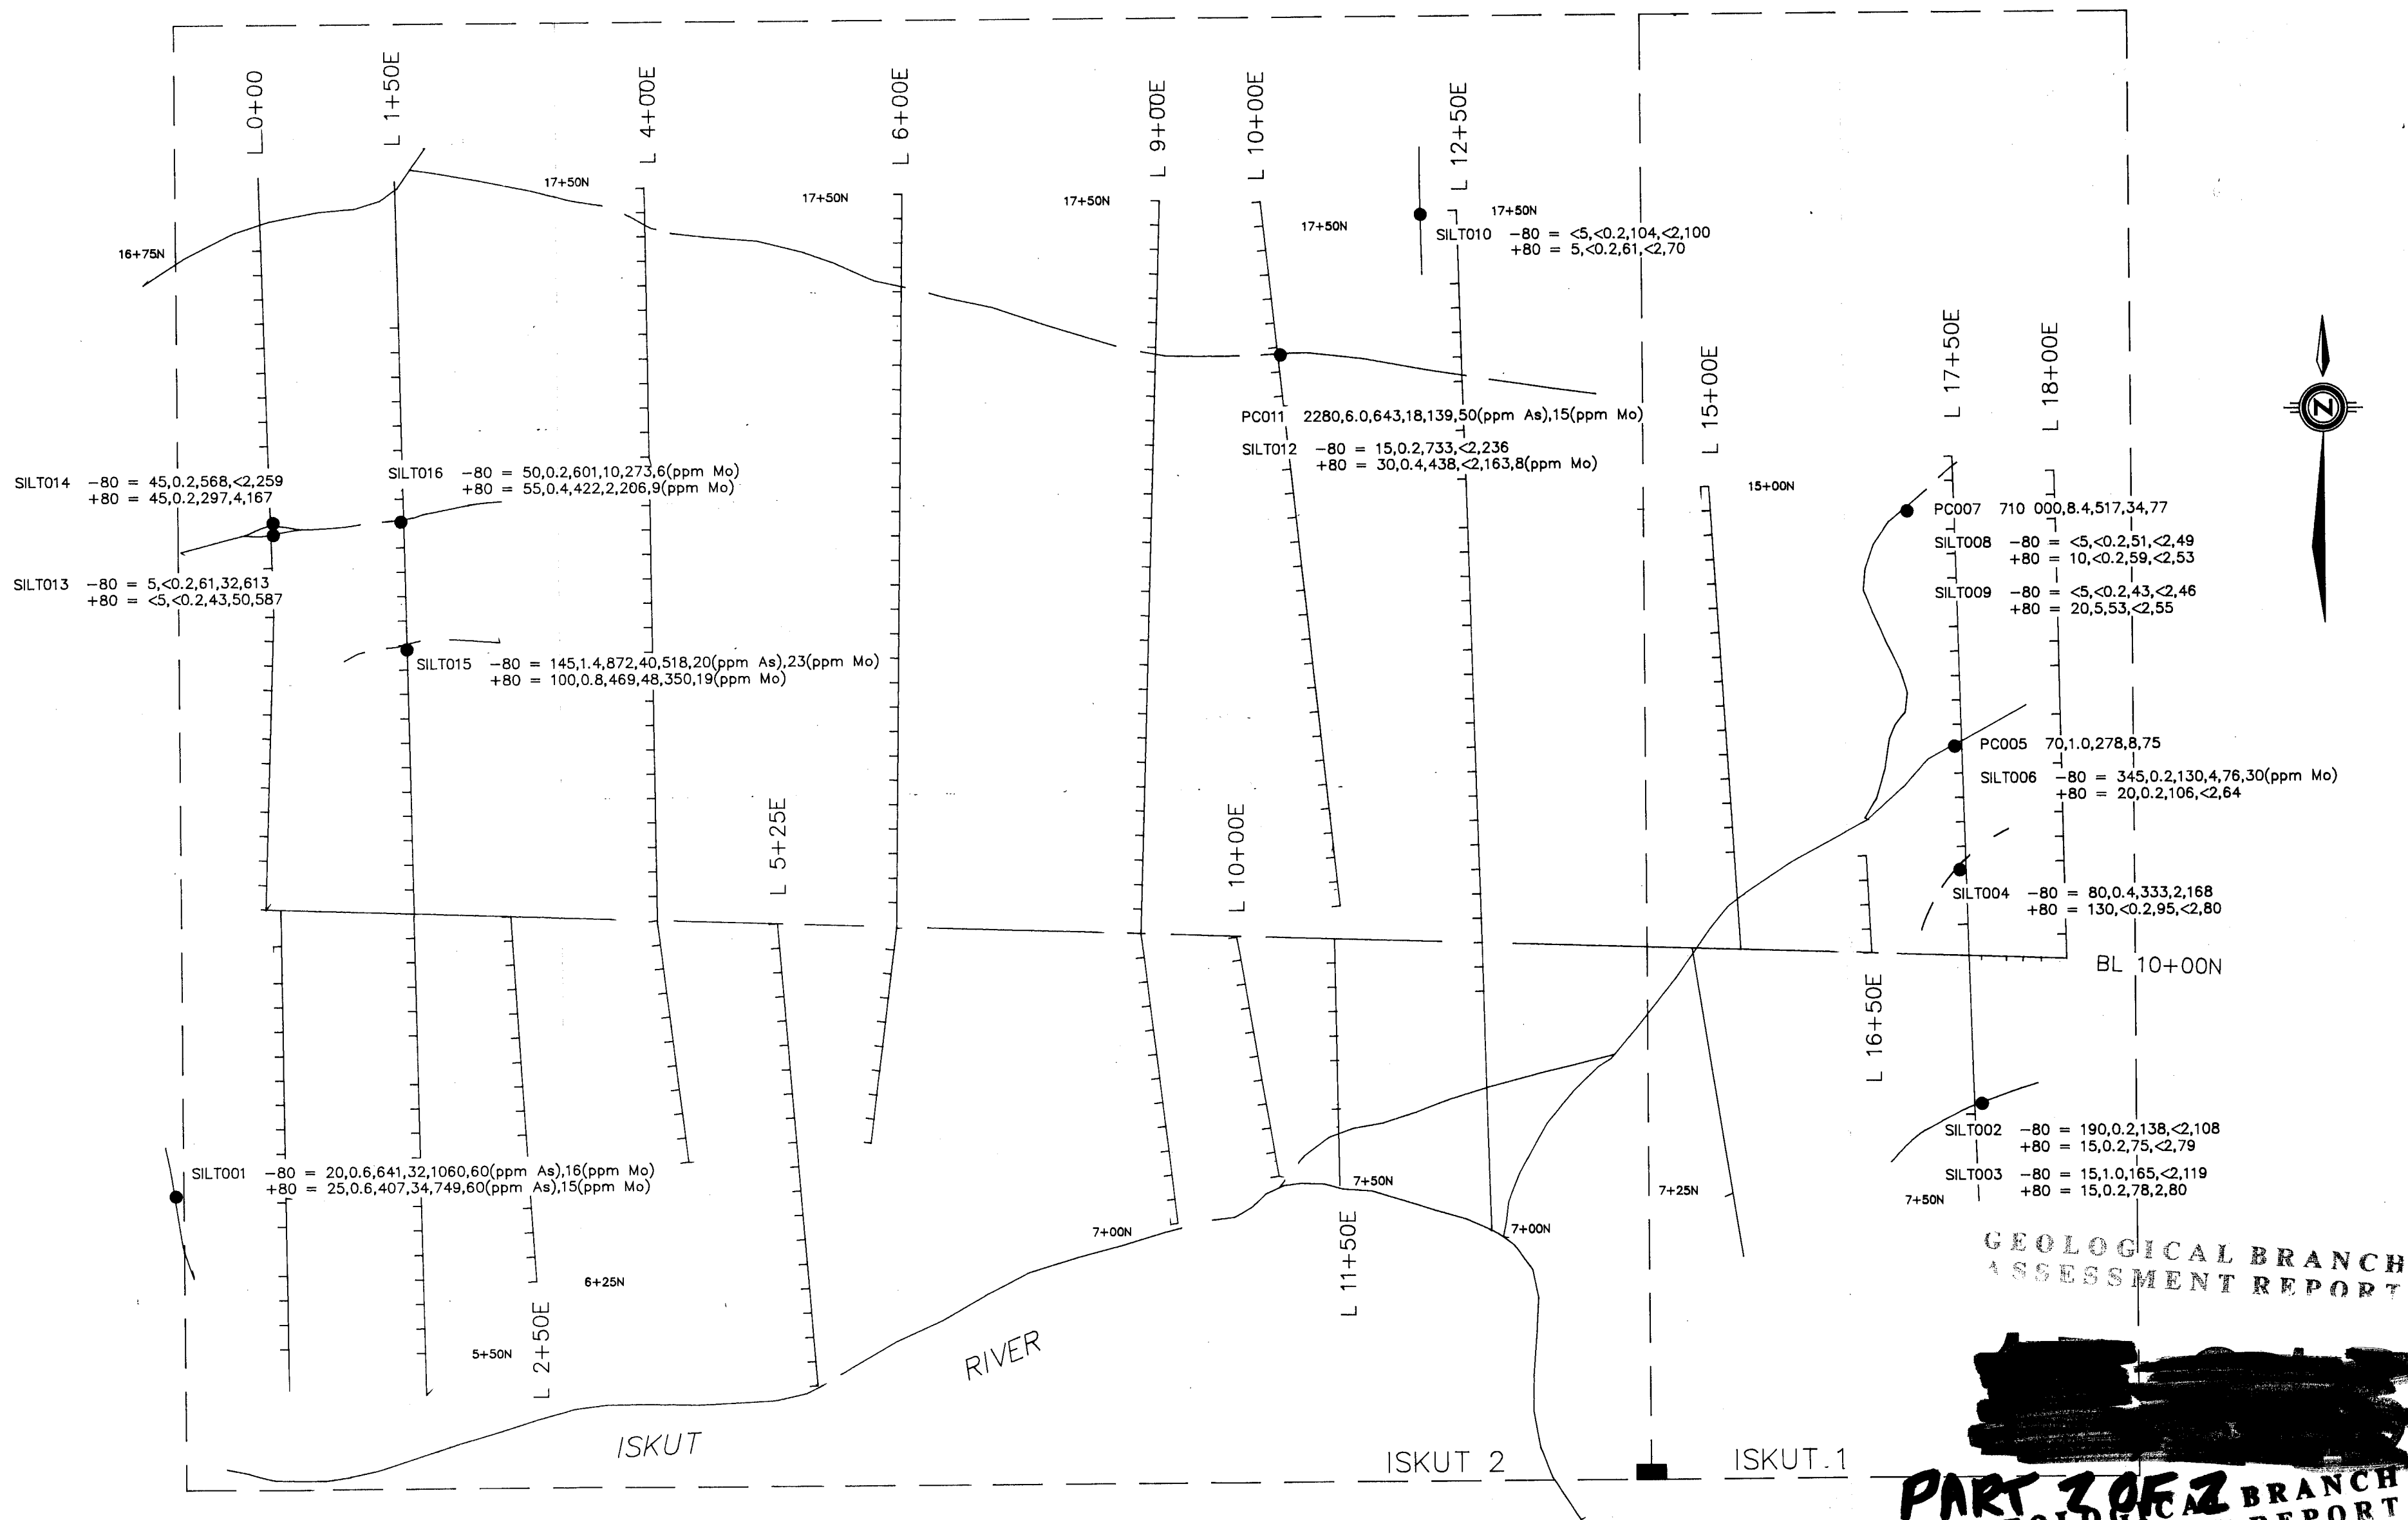 L 0+00
L 1+50E
L 4+00E
L 6+00E
L 9+00E
L 10+00E
L 12+50E
17+50N
17+50N
17+50N
17+50N
17+50N
16+75N
SILT010 -80 = <5,<0.2,104,<2,100
+80 = 5,<0.2,61,<2,70
L 15+00E
L 17+50E
L 18+00E
N
PC011 2280,6.0,643,18,139,50(ppm As),15(ppm Mo)
SILT012 -80 = 15,0.2,733,<2,236
+80 = 30,0.4,438,<2,163,8(ppm Mo)
SILT014 -80 = 45,0.2,568,<2,259
+80 = 45,0.2,297,4,167
SILT016 -80 = 50,0.2,601,10,273,6(ppm Mo)
+80 = 55,0.4,422,2,206,9(ppm Mo)
15+00N
PC007 710 000,8.4,517,34,77
SILT008 -80 = <5,<0.2,51,<2,49
+80 = 10,<0.2,59,<2,53
SILT009 -80 = <5,<0.2,43,<2,46
+80 = 20,5,53,<2,55
SILT013 -80 = 5,<0.2,61,32,613
+80 = <5,<0.2,43,50,587
SILT015 -80 = 145,1.4,872,40,518,20(ppm As),23(ppm Mo)
+80 = 100,0.8,469,48,350,19(ppm Mo)
PC005 70,1.0,278,8,75
SILT006 -80 = 345,0.2,130,4,76,30(ppm Mo)
+80 = 20,0.2,106,<2,64
L 5+25E
L 10+00E
SILT004 -80 = 80,0.4,333,2,168
+80 = 130,<0.2,95,<2,80
BL 10+00N
L 16+50E
SILT002 -80 = 190,0.2,138,<2,108
+80 = 15,0.2,75,<2,79
SILT003 -80 = 15,1.0,165,<2,119
+80 = 15,0.2,78,2,80
7+50N
SILT001 -80 = 20,0.6,641,32,1060,60(ppm As),16(ppm Mo)
+80 = 25,0.6,407,34,749,60(ppm As),15(ppm Mo)
7+50N
7+25N
7+00N
7+00N
L 11+50E
6+25N
L 2+50E
5+50N
GEOLOGICAL BRANCH
ASSESSMENT REPORT
RIVER
ISKUT
ISKUT 2
ISKUT.1
PART 2 OF 2
BRANCH
REPORT